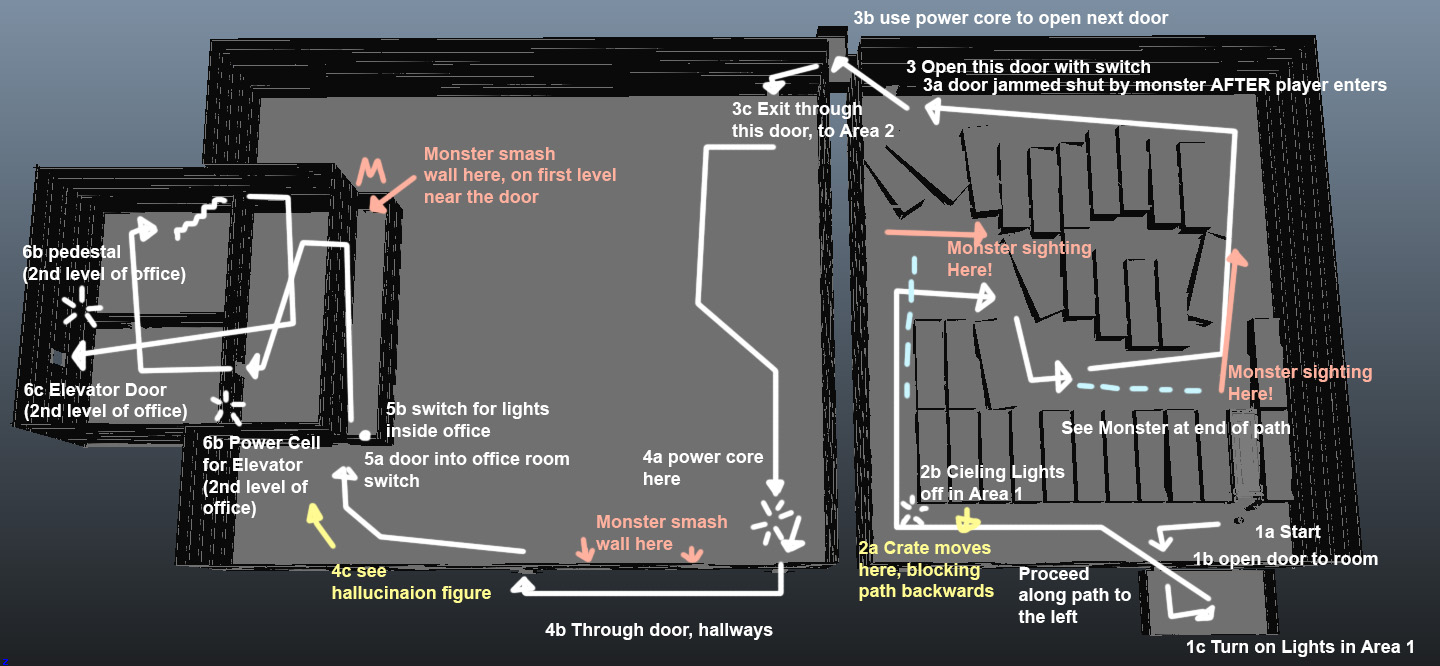 3b use power core to open next door
3 Open this door with switch
3a door jammed shut by monster AFTER player enters
3c Exit through
this door, to Area 2
M
Monster smash
wall here, on first level
near the door
6b pedestal
(2nd level of office)
Monster sighting
Here!
6c Elevator Door
(2nd level of office)
Monster sighting
Here!
See Monster at end of path
5b switch for lights
inside office
5a door into office room
switch
6b Power Cell
for Elevator
(2nd level of
office)
4a power core
here
2b Cieling Lights
off in Area 1
Monster smash
wall here
1a Start
1b open door to room
2a Crate moves
here, blocking
path backwards
Proceed
along path to
the left
4c see
hallucinaion figure
4b Through door, hallways
1c Turn on Lights in Area 1